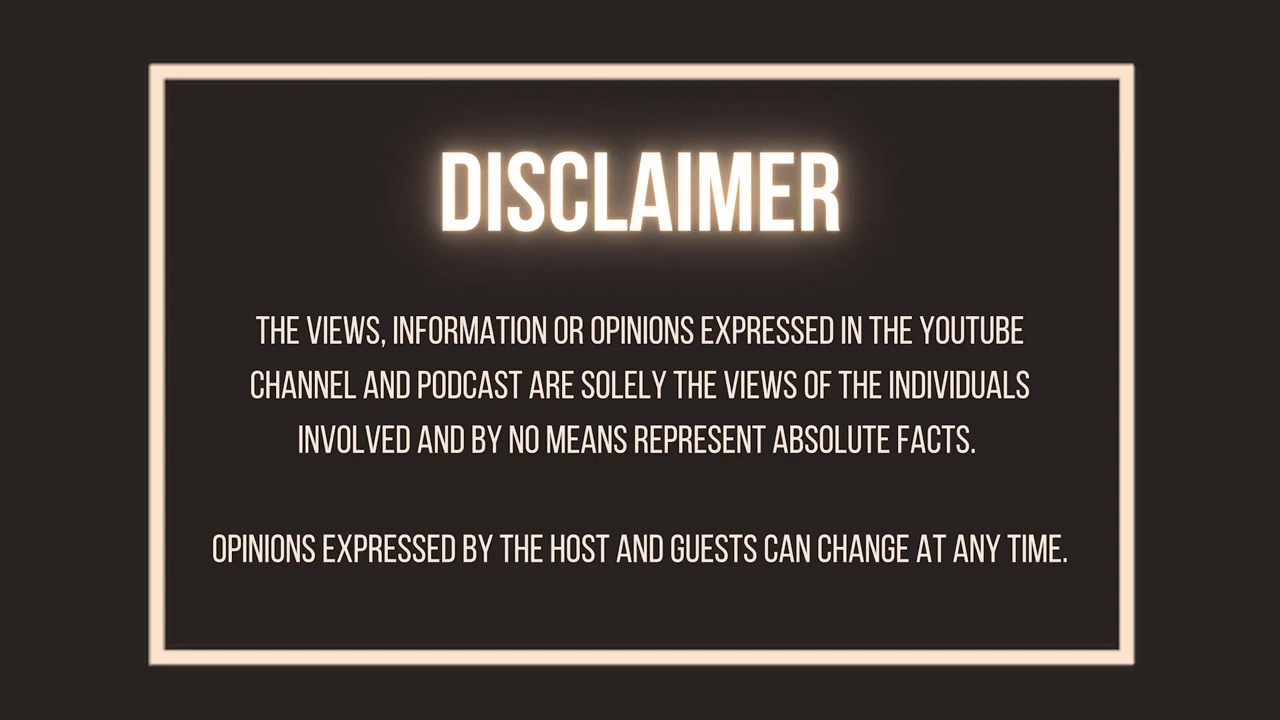 DISCLAIMER
THE VIEWS, INFORMATION OR OPINIONS EXPRESSED IN THE YOUTUBE
CHANNEL AND PODCAST ARE SOLELY THE VIEWS OF THE INDIVIDUALS
INVOLVED AND BY NO MEANS REPRESENT ABSOLUTE FACTS.
OPINIONS EXPRESSED BY THE HOST AND GUESTS CAN CHANGE AT ANY TIME.